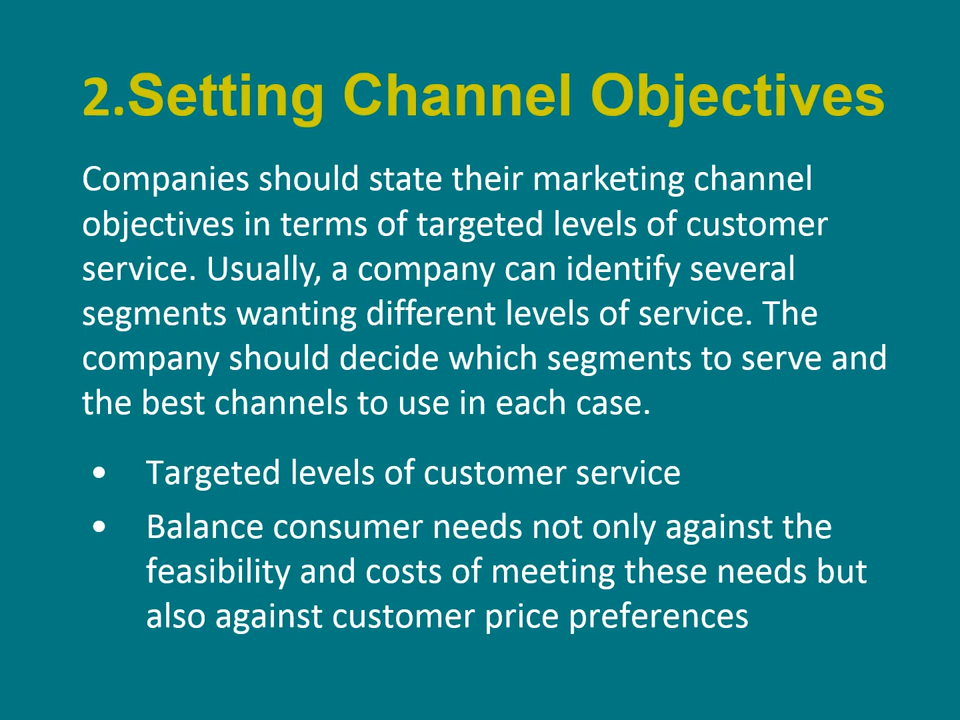 2.Setting Channel Objectives
Companies should state their marketing channel
objectives in terms of targeted levels of customer
service. Usually, a company can identify several
segments wanting different levels of service. The
company should decide which segments to serve and
the best channels to use in each case.
• Targeted levels of customer service
• Balance consumer needs not only against the
feasibility and costs of meeting these needs but
also against customer price preferences